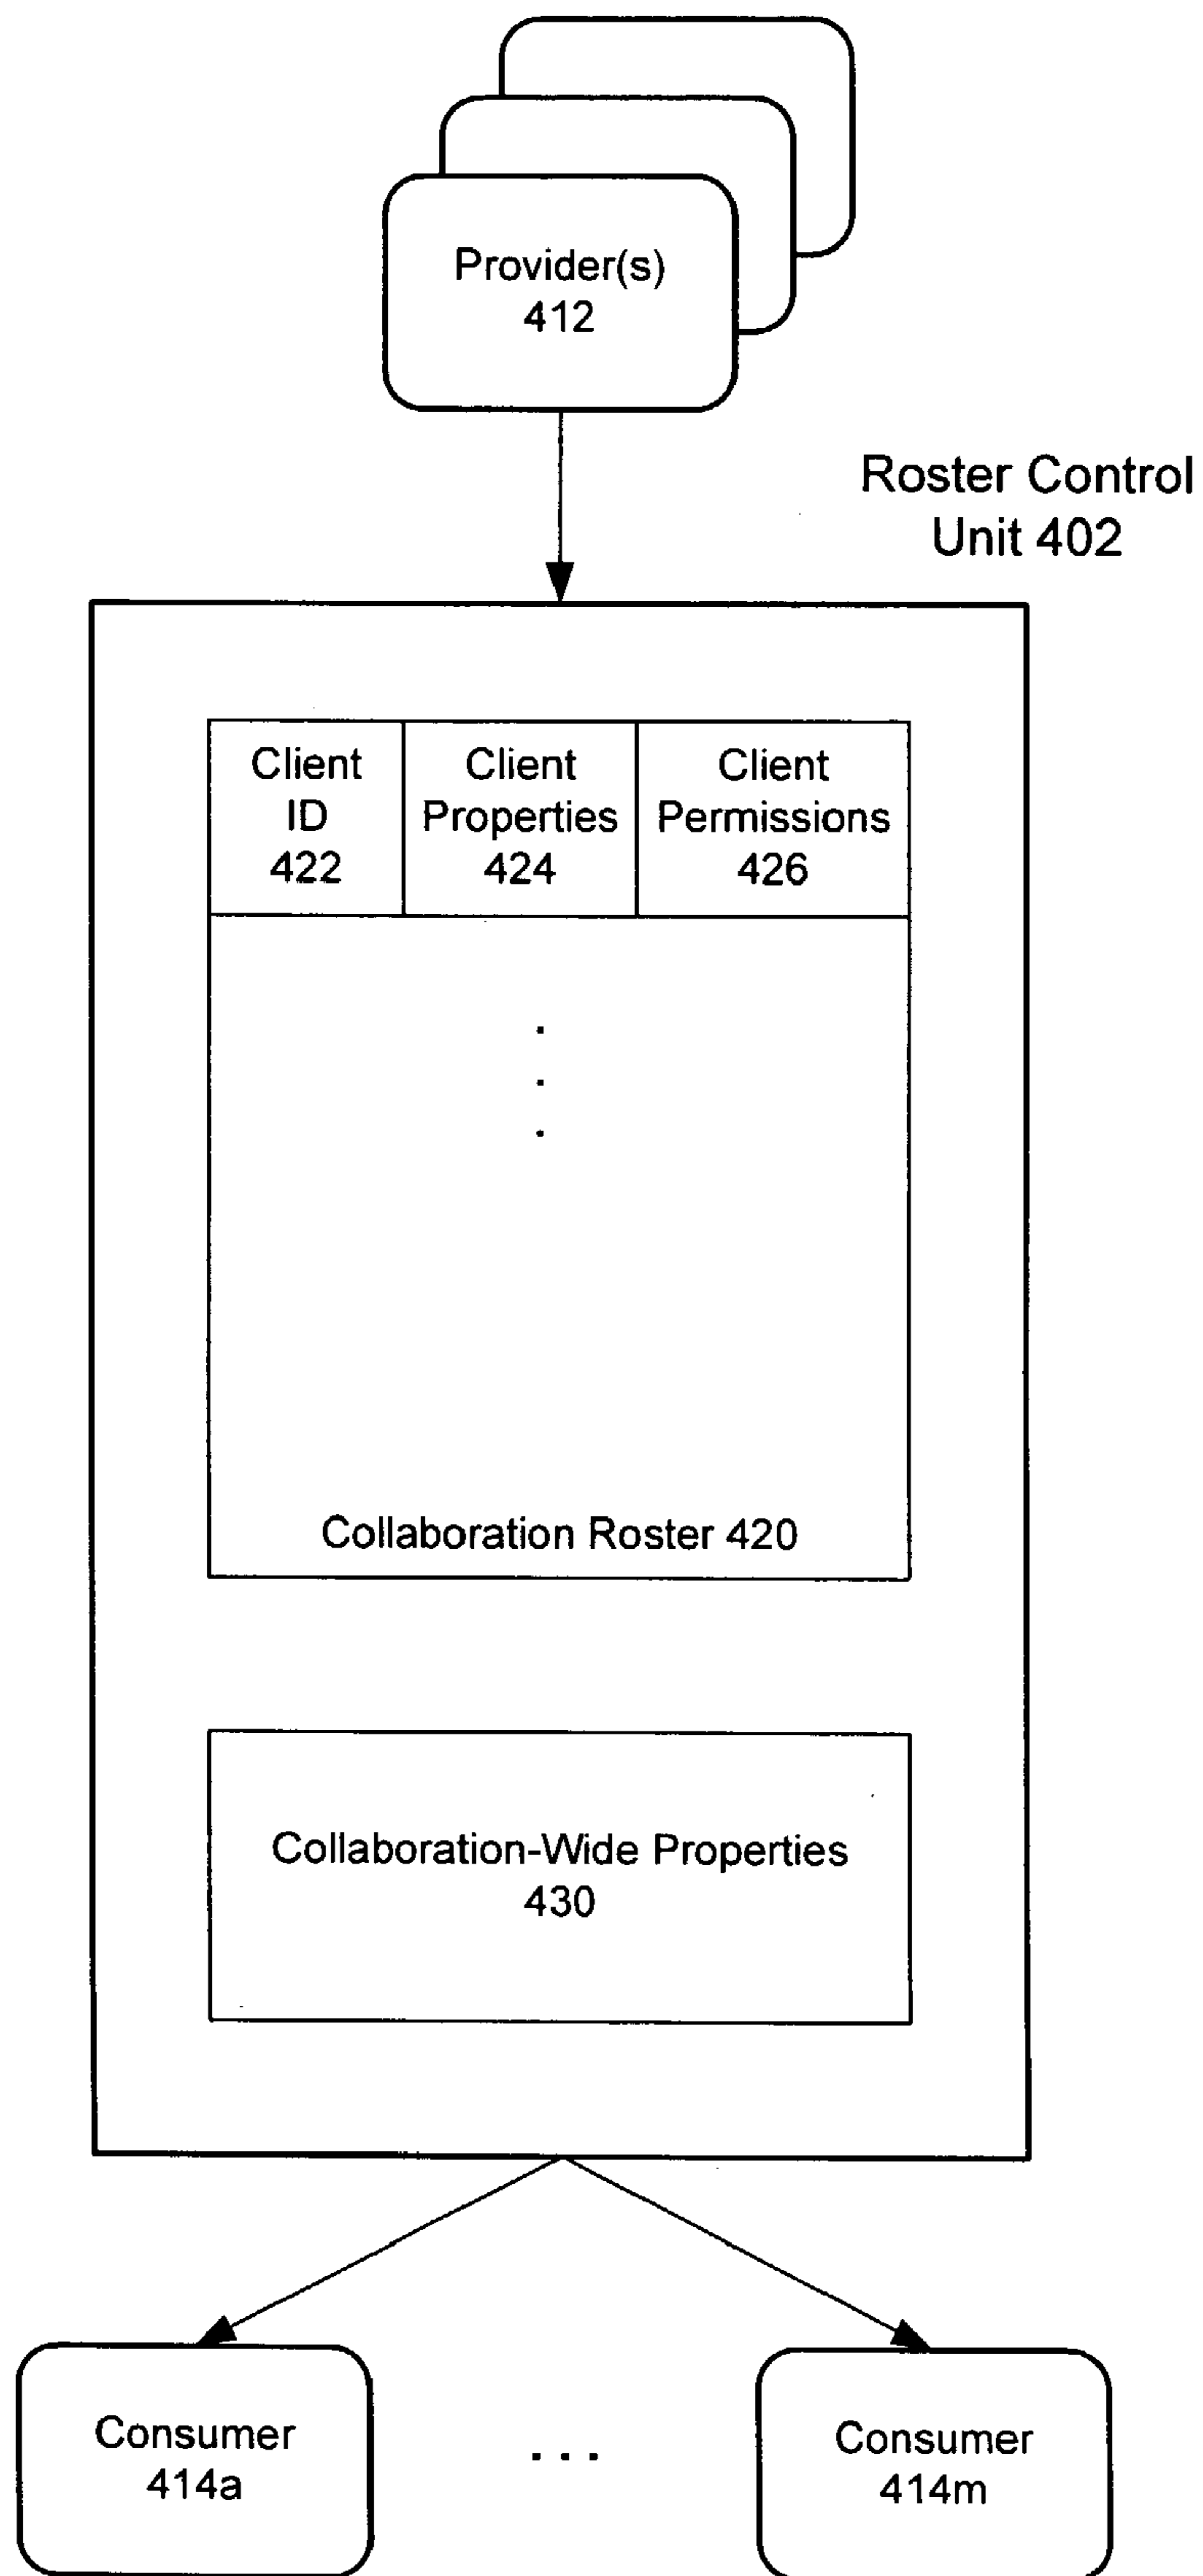 Provider(s)
412
Roster Control
Unit 402
Client
ID
422
Client
Properties
424
Client
Permissions
426
.
.
.
Collaboration Roster 420
Collaboration-Wide Properties
430
Consumer
414a
...
Consumer
414m